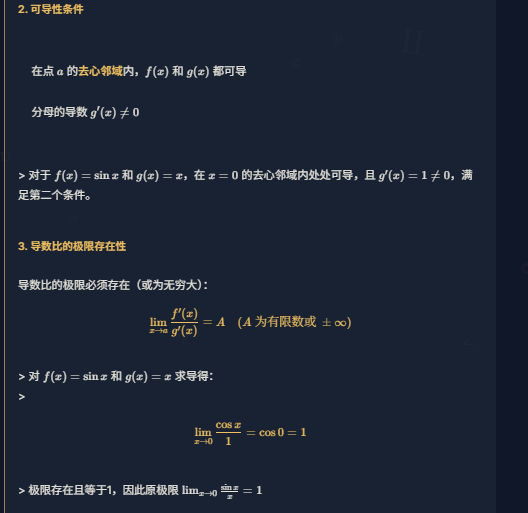 2. 可导性条件
在点 a 的去心邻域内，f(x) 和 g(x) 都可导
分母的导数 g′(x) ≠ 0
> 对于 f(x) = sin x 和 g(x) = x，在 x = 0 的去心邻域内处处可导，且 g′(x) = 1 ≠ 0，满
足第二个条件。
3. 导数比的极限存在性
导数比的极限必须存在（或为无穷大）：
lim_{x→a} f′(x)/g′(x) = A (A 为有限数或 ±∞)
> 对 f(x) = sin x 和 g(x) = x 求导得：
>
lim_{x→0} cos x/1 = cos 0 = 1
> 极限存在且等于1，因此原极限 lim_{x→0} sin x/x = 1